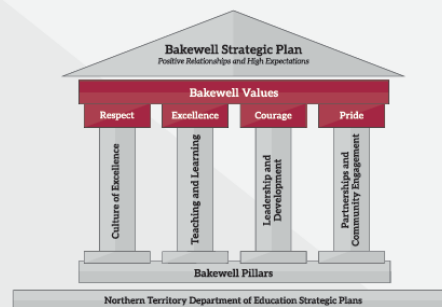 Bakewell Strategic Plan
Positive Relationships and High Expectations
Bakewell Values
Respect
Excellence
Courage
Pride
Culture of Excellence
Teaching and Learning
Leadership and
Development
Partnerships and
Community Engagement
Bakewell Pillars
Northern Territory Department of Education Strategic Plans